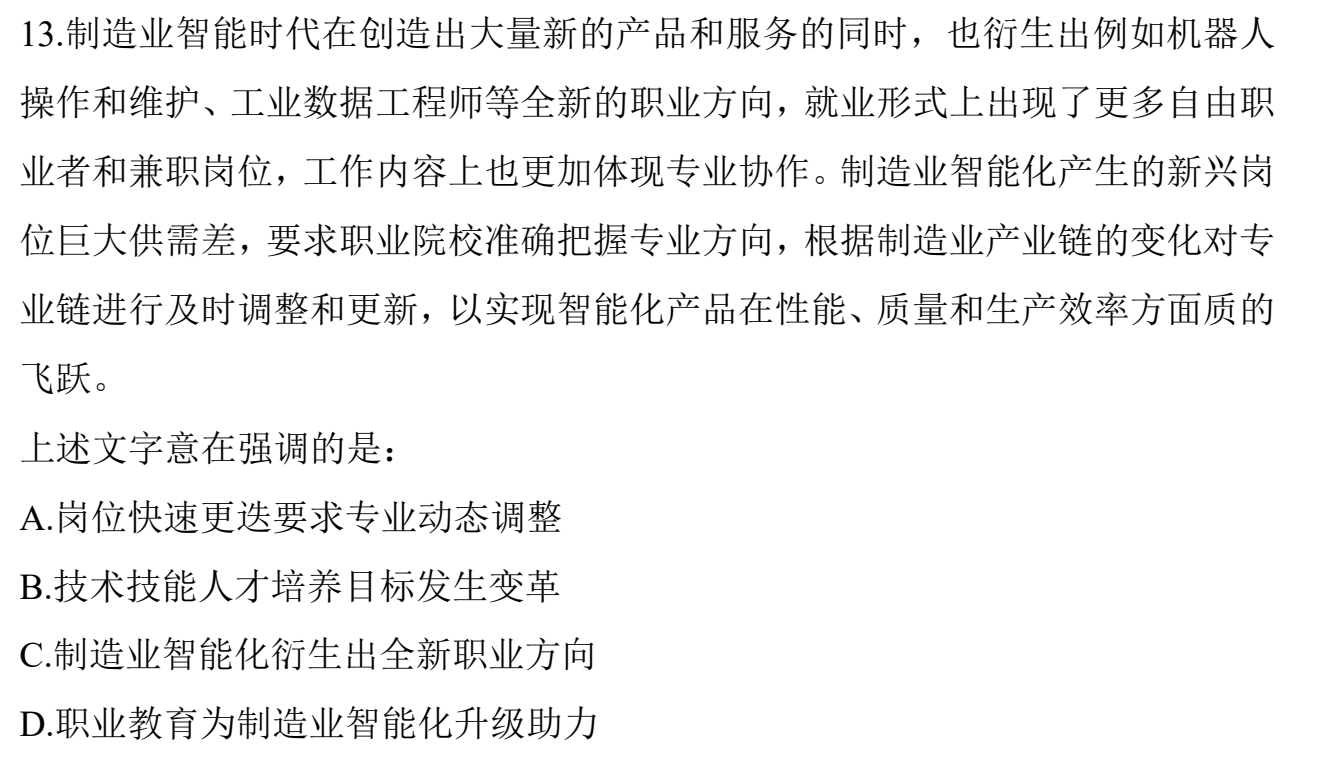 13.制造业智能时代在创造出大量新的产品和服务的同时，也衍生出例如机器人
操作和维护、工业数据工程师等全新的职业方向，就业形式上出现了更多自由职
业者和兼职岗位，工作内容上也更加体现专业协作。制造业智能化产生的新兴岗
位巨大供需差，要求职业院校准确把握专业方向，根据制造业产业链的变化对专
业链进行及时调整和更新，以实现智能化产品在性能、质量和生产效率方面质的
飞跃。
上述文字意在强调的是：
A.岗位快速更迭要求专业动态调整
B.技术技能人才培养目标发生变革
C.制造业智能化衍生出全新职业方向
D.职业教育为制造业智能化升级助力